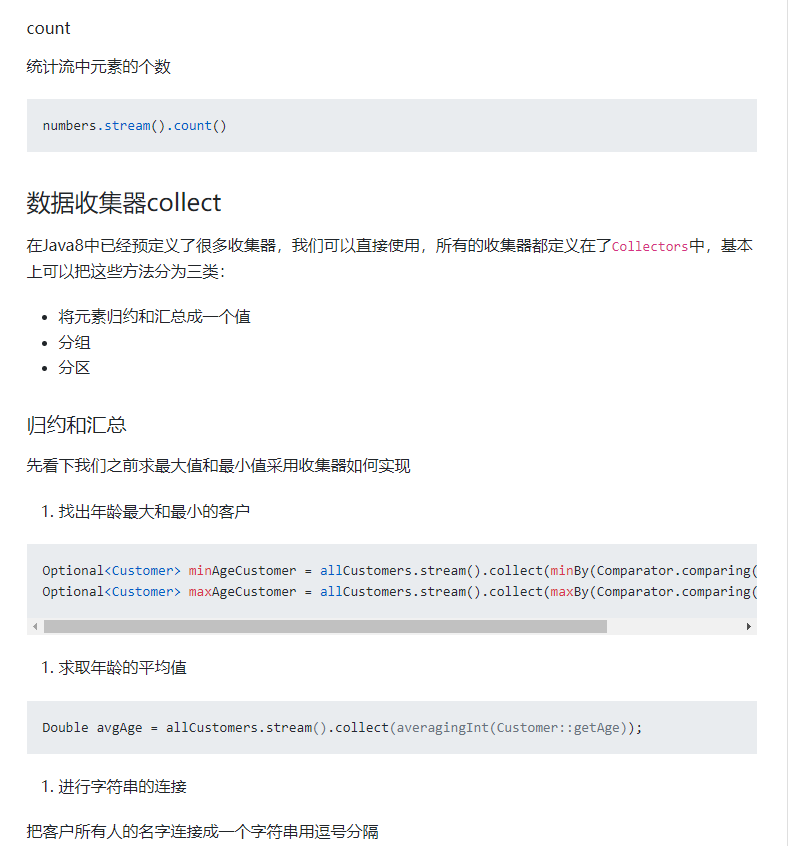 count
统计流中元素的个数
numbers.stream().count()
数据收集器collect
在Java8中已经预定义了很多收集器，我们可以直接使用，所有的收集器都定义在了Collectors中，基本
上可以把这些方法分为三类：
• 将元素归约和汇总成一个值
• 分组
• 分区
归约和汇总
先看下我们之前求最大值和最小值采用收集器如何实现
1. 找出年龄最大和最小的客户
Optional<Customer> minAgeCustomer = allCustomers.stream().collect(minBy(Comparator.comparing(
Optional<Customer> maxAgeCustomer = allCustomers.stream().collect(maxBy(Comparator.comparing(
1. 求取年龄的平均值
Double avgAge = allCustomers.stream().collect(averagingInt(Customer::getAge));
1. 进行字符串的连接
把客户所有人的名字连接成一个字符串用逗号分隔